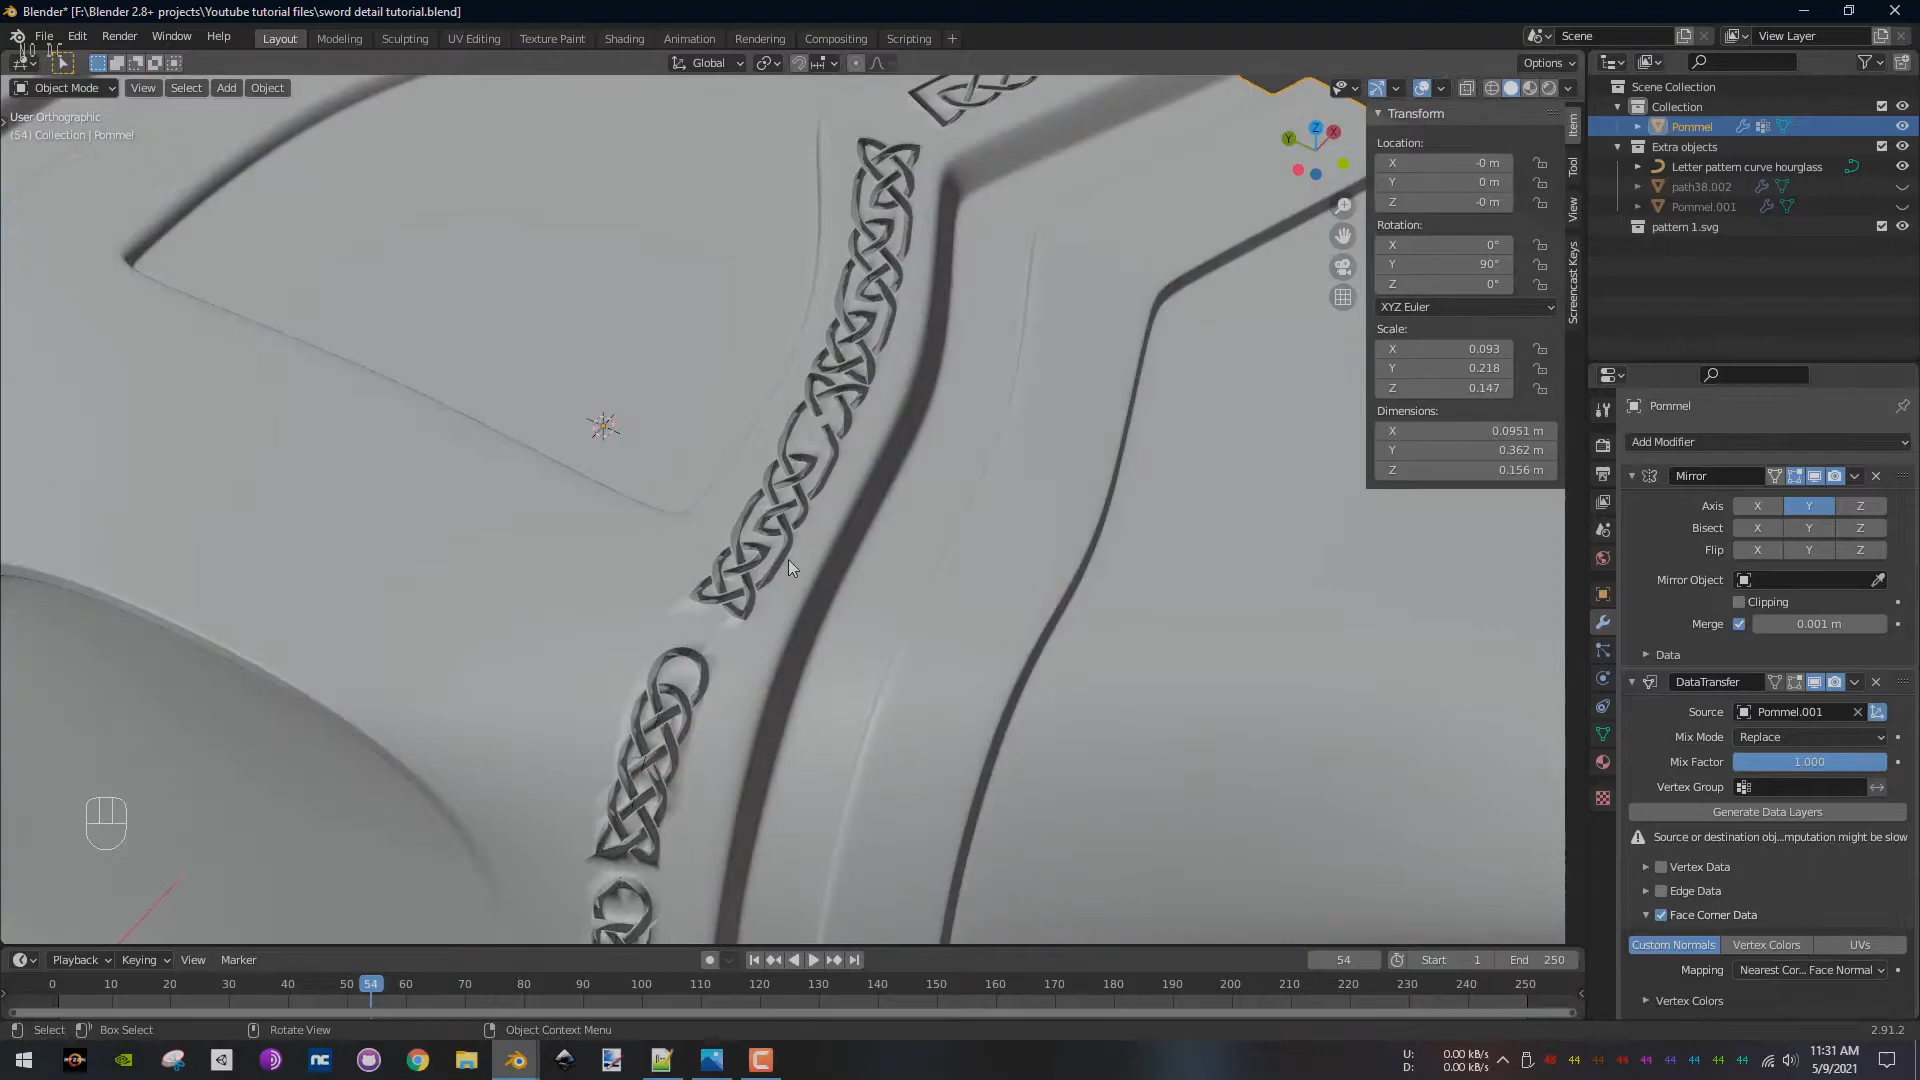 Blender* [F:\Blender 2.8+ projects\Youtube tutorial files\sword detail tutorial.blend]
File Edit Render Window Help
Layout Modeling Sculpting UV Editing Texture Paint Shading Animation Rendering Compositing Scripting +
Scene View Layer
Global Options
Object Mode View Select Add Object
User Orthographic
(54) Collection | Pommel
Transform
Location:
X -0 m
Y 0 m
Z -0 m
Rotation:
X 0°
Y 90°
Z 0°
XYZ Euler
Scale:
X 0.093
Y 0.218
Z 0.147
Dimensions:
X 0.0951 m
Y 0.362 m
Z 0.156 m
Item
Tool
View
Screencast Keys
X Y Z
Scene Collection
Collection
Pommel
Extra objects
Letter pattern curve hourglass
path38.002
Pommel.001
pattern 1.svg
Pommel
Add Modifier
Mirror
Axis X Y Z
Bisect X Y Z
Flip X Y Z
Mirror Object
Clipping
Merge 0.001 m
Data
DataTransfer
Source Pommel.001
Mix Mode Replace
Mix Factor 1.000
Vertex Group
Generate Data Layers
Source or destination obj...mputation might be slow
Vertex Data
Edge Data
Face Corner Data
Custom Normals Vertex Colors UVs
Mapping Nearest Cor... Face Normal
Vertex Colors
Playback Keying View Marker
54 Start 1 End 250
0 10 20 30 40 50 54 60 70 80 90 100 110 120 130 140 150 160 170 180 190 200 210 220 230 240 250
Select Box Select Rotate View Object Context Menu 2.91.2
U: 0.00 kB/s
D: 0.00 kB/s
44 44 44 44 44 44 44 44
11:31 AM
5/9/2021